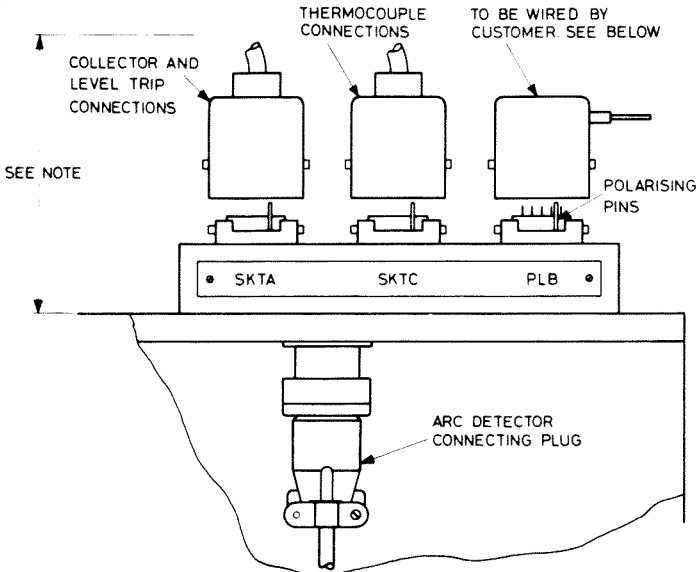 THERMOCOUPLE
CONNECTIONS
TO BE WIRED BY
CUSTOMER. SEE BELOW
COLLECTOR AND
LEVEL TRIP
CONNECTIONS
SEE NOTE
POLARISING
PINS
SKTA
SKTC
PLB
ARC DETECTOR
CONNECTING PLUG